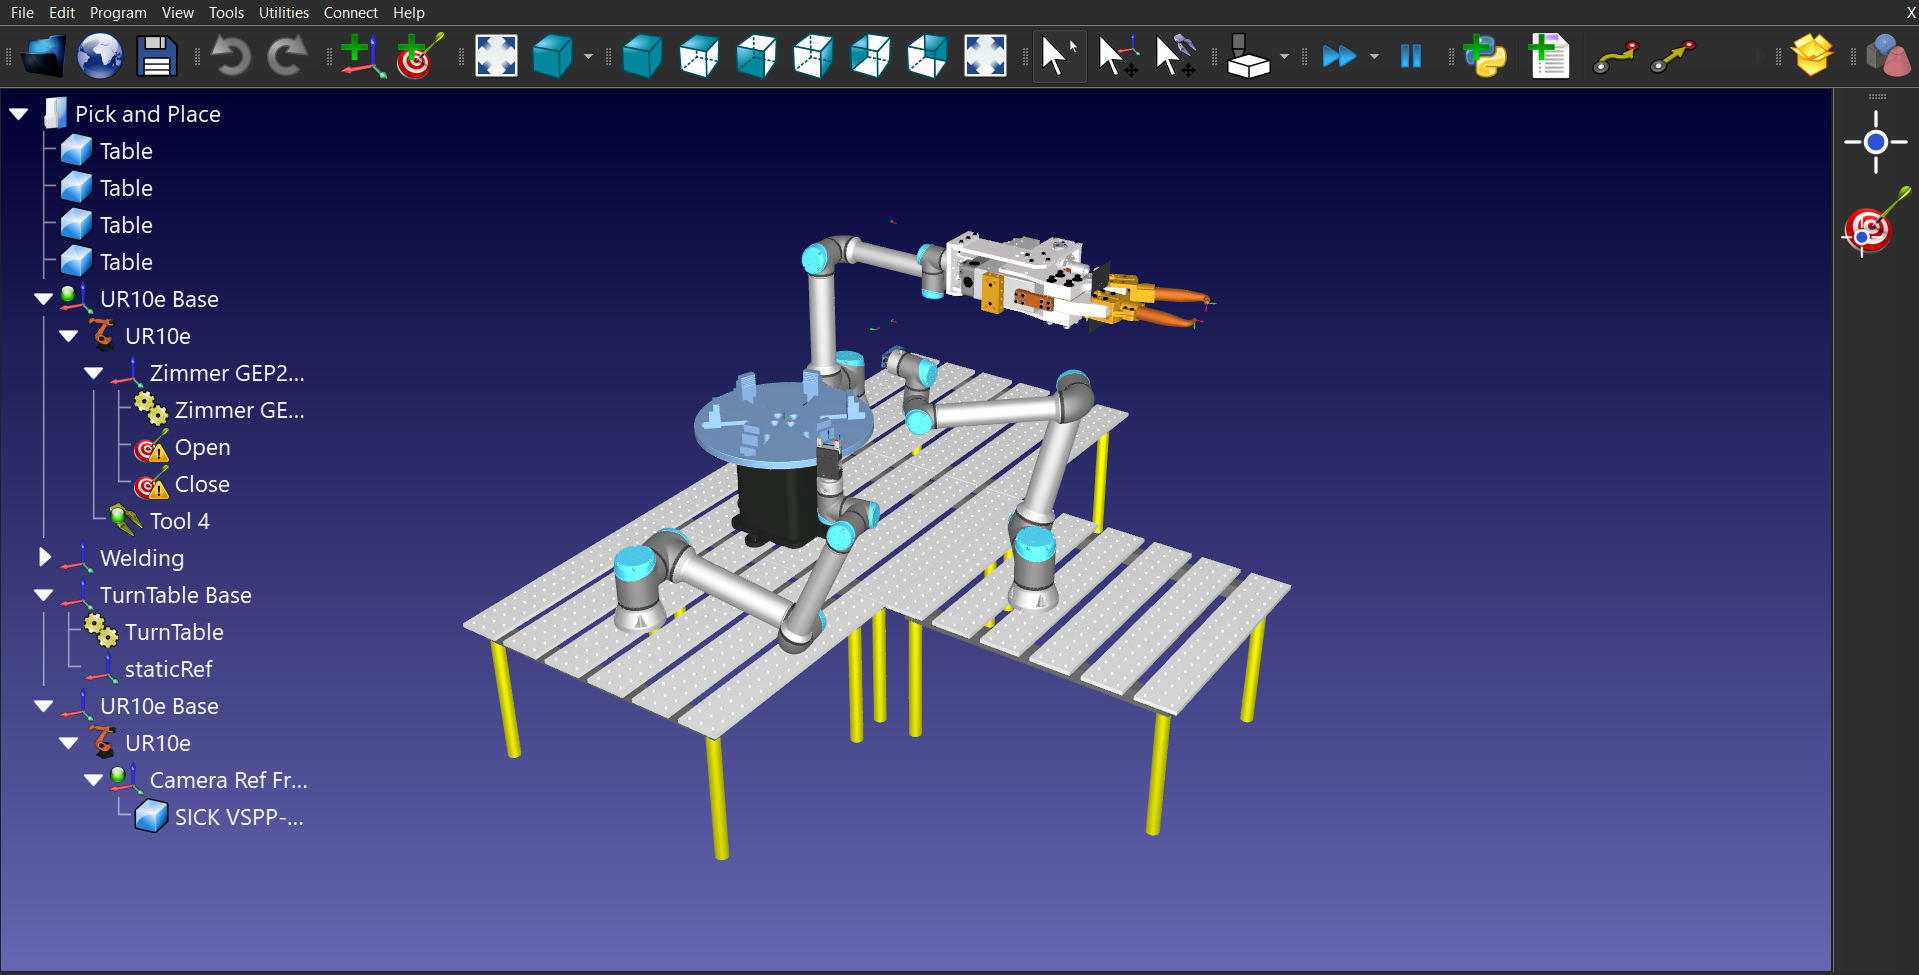 File Edit Program View Tools Utilities Connect Help X
Pick and Place
Table
Table
Table
Table
UR10e Base
UR10e
Zimmer GEP2...
Zimmer GE...
Open
Close
Tool 4
Welding
TurnTable Base
TurnTable
staticRef
UR10e Base
UR10e
Camera Ref Fr...
SICK VSPP-...